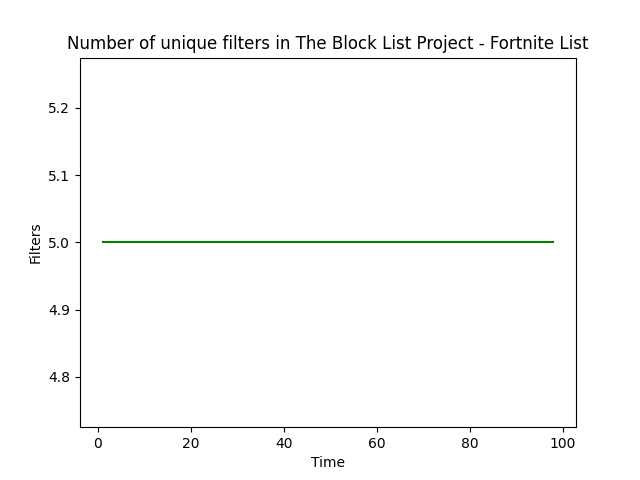 Number of unique filters in The Block List Project - Fortnite List
5.2
5.1
5.0
4.9
4.8
Filters
0 20 40 60 80 100
Time